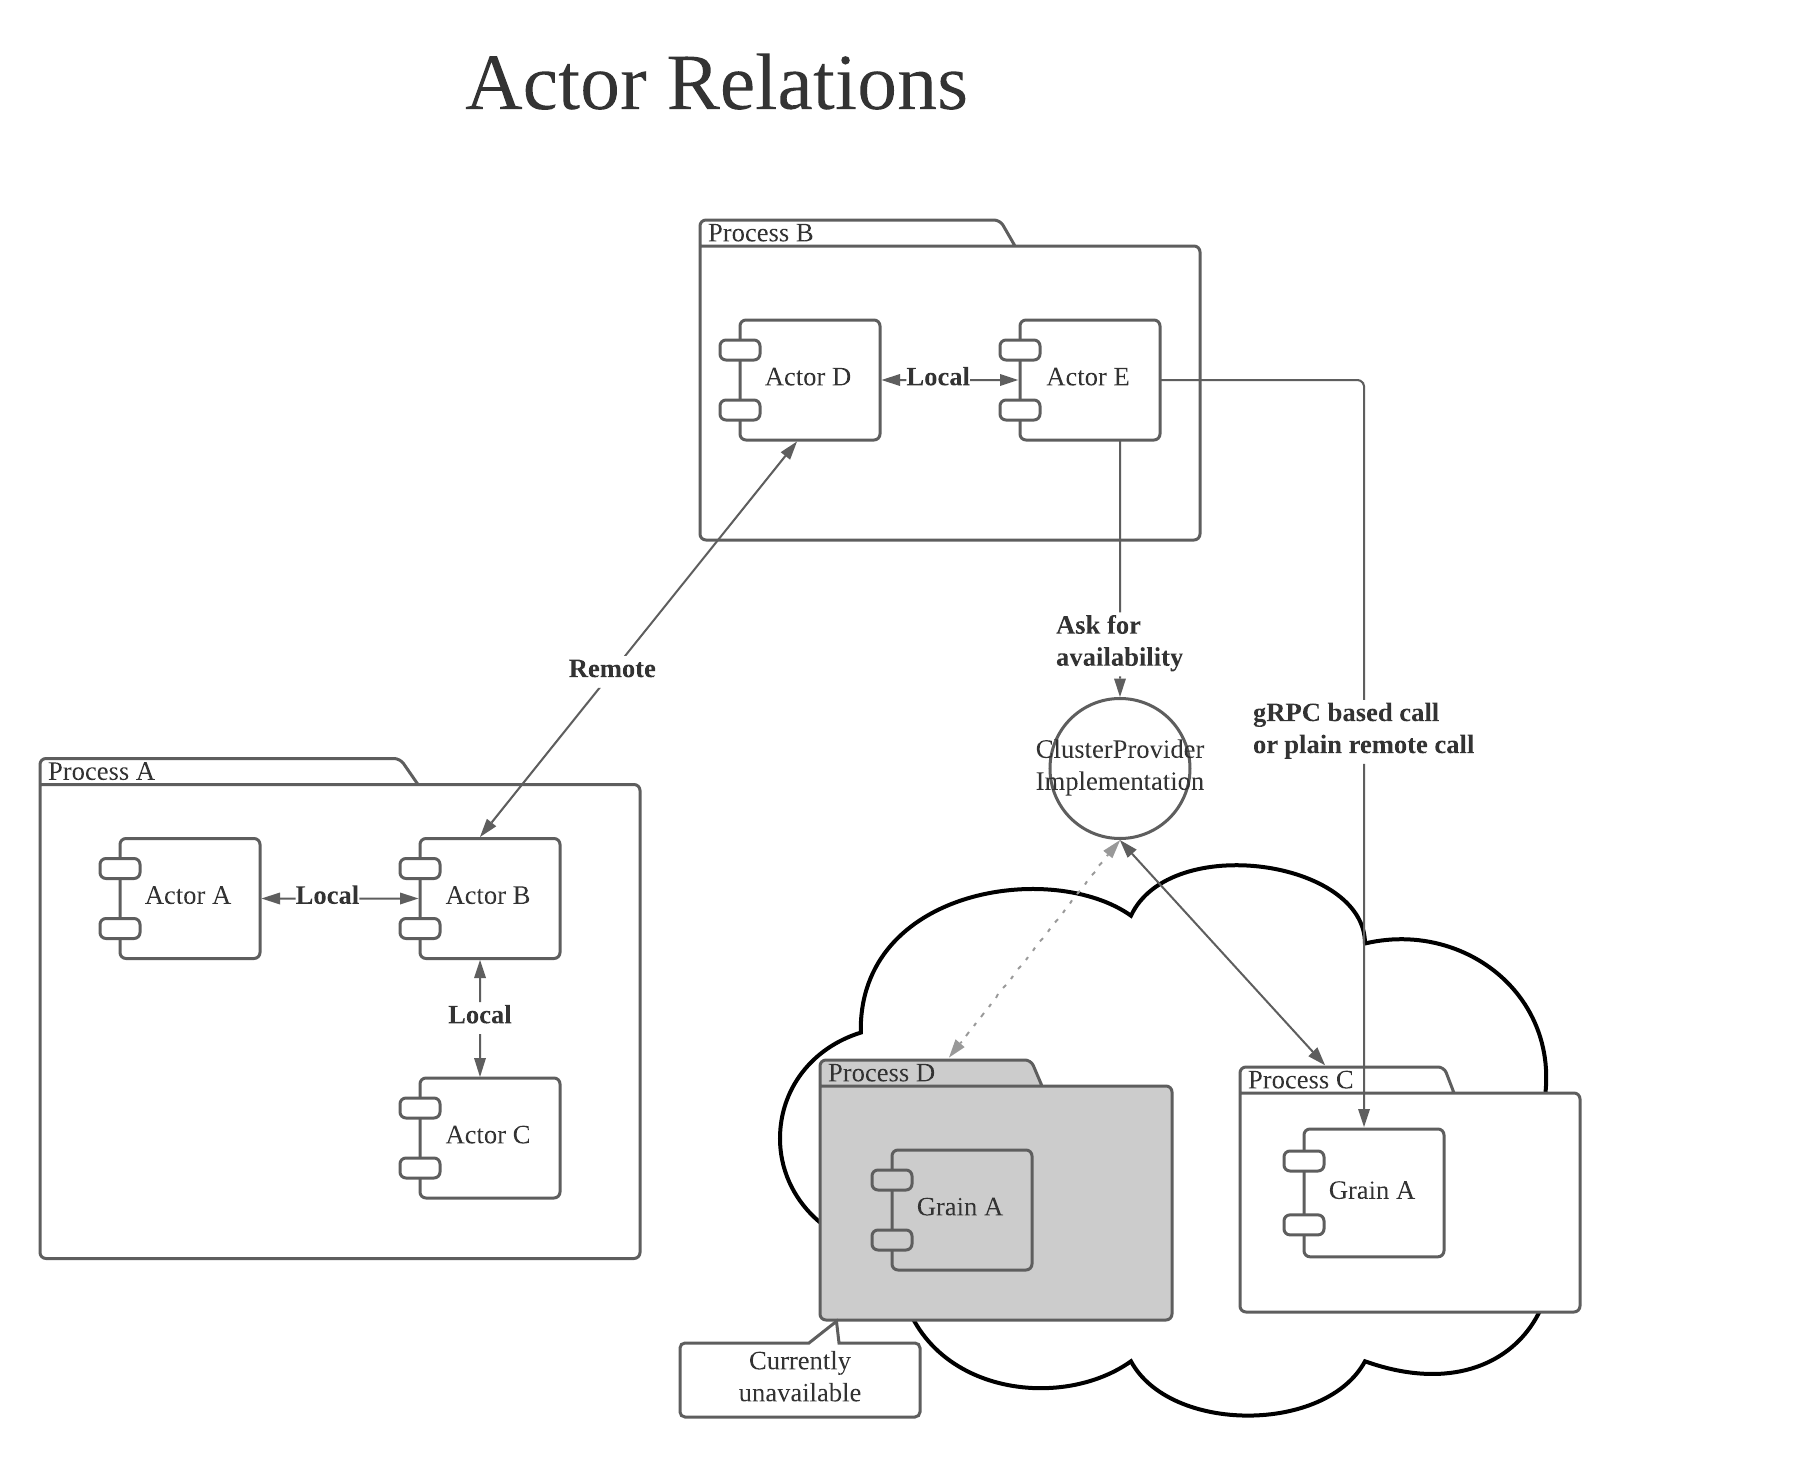 Actor Relations
Process B
Actor D
Local
Actor E
Ask for
availability
Remote
gRPC based call
or plain remote call
ClusterProvider
Implementation
Process A
Actor A
Local
Actor B
Local
Actor C
Process D
Grain A
Process C
Grain A
Currently
unavailable